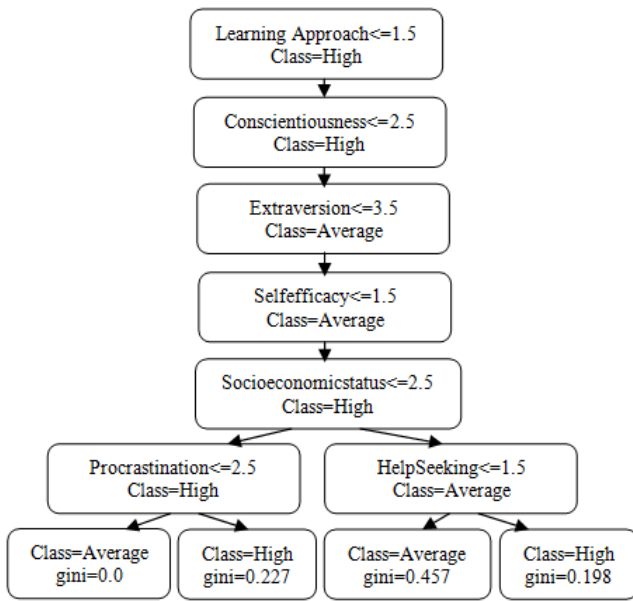 Learning Approach<=1.5
Class=High
Conscientiousness<=2.5
Class=High
Extraversion<=3.5
Class=Average
Selfefficacy<=1.5
Class=Average
Socioeconomicstatus<=2.5
Class=High
Procrastination<=2.5
Class=High
HelpSeeking<=1.5
Class=Average
Class=Average
gini=0.0
Class=High
gini=0.227
Class=Average
gini=0.457
Class=High
gini=0.198